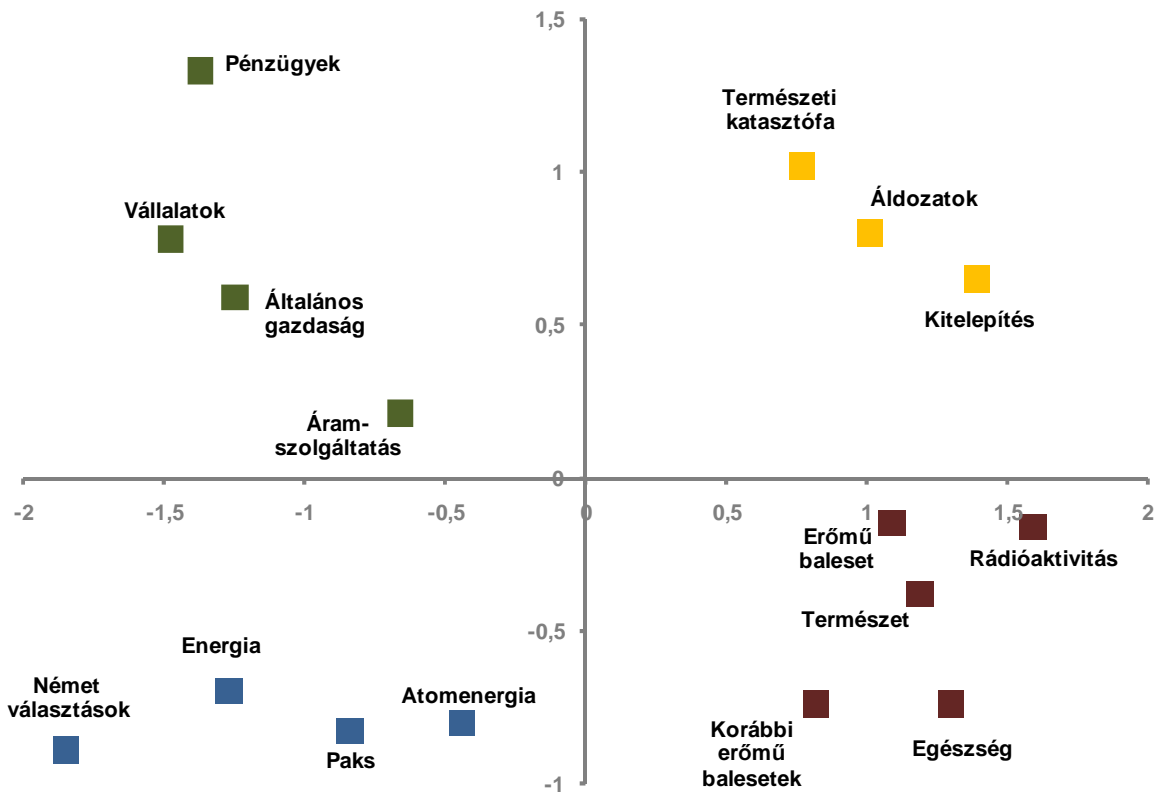 1,5
Pénzügyek
Természeti
katasztófa
1
Áldozatok
Vállalatok
Általános
gazdaság
0,5
Kitelepítés
Áram-
szolgáltatás
0
-2
-1,5
-1
-0,5
0
0,5
1
1,5
2
Erőmű
baleset
Rádióaktivitás
Természet
-0,5
Energia
Német
választások
Atomenergia
Paks
Korábbi
erőmű
balesetek
Egészség
-1